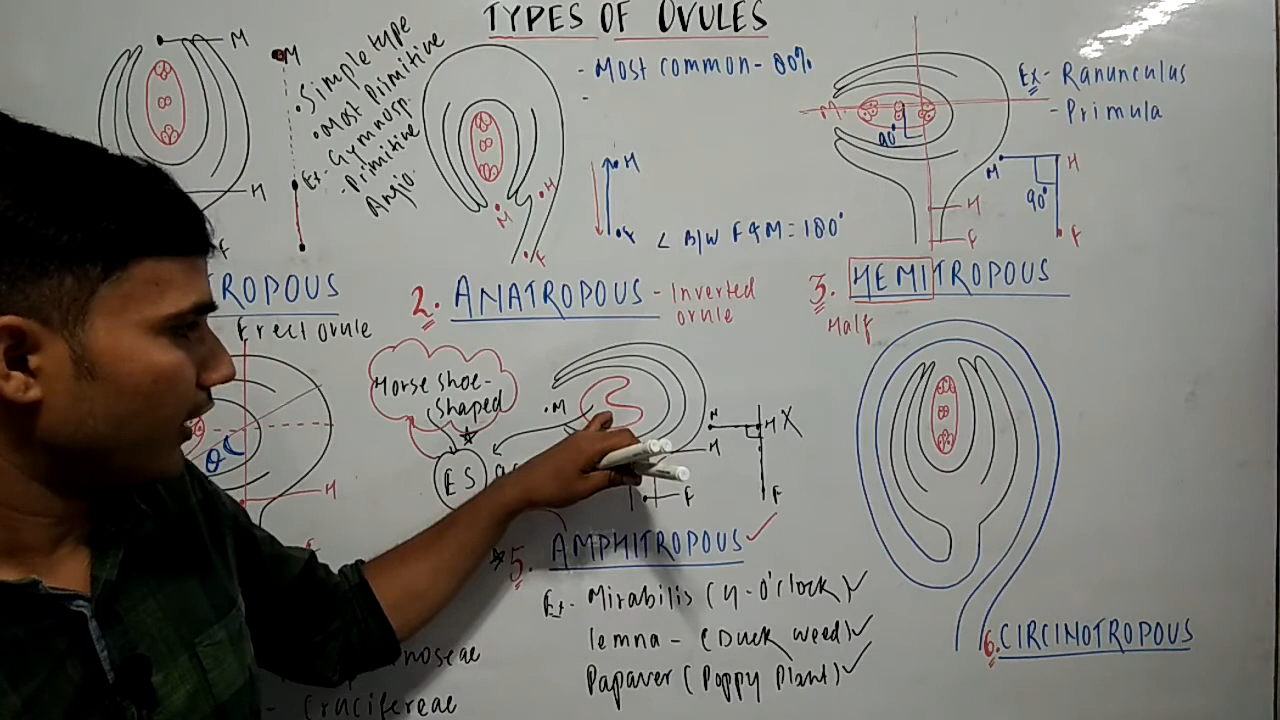 TYPES OF OVULES
M
M
• Simple type
• Most Primitive
Ex- Gymnosp.
- Primitive
Angio.
H
F
TROPOUS
Erect ovule
- Most common - 80%
-
H
M
F
M
∠ B/W F & M = 180°
2. ANATROPOUS - Inverted
ovule
M
90°
H
F
Ex- Ranunculus
- Primula
M
H
90°
F
3. HEMITROPOUS
Half
θ
H
noseae
- Cruciferae
Horse shoe-
shaped
ES
M
H
F
M
H X
F
*5. AMPHITROPOUS ✓
Ex- Mirabilis (4-O'clock) ✓
lemna - (Duck weed) ✓
Papaver (Poppy Plant) ✓
6. CIRCINOTROPOUS